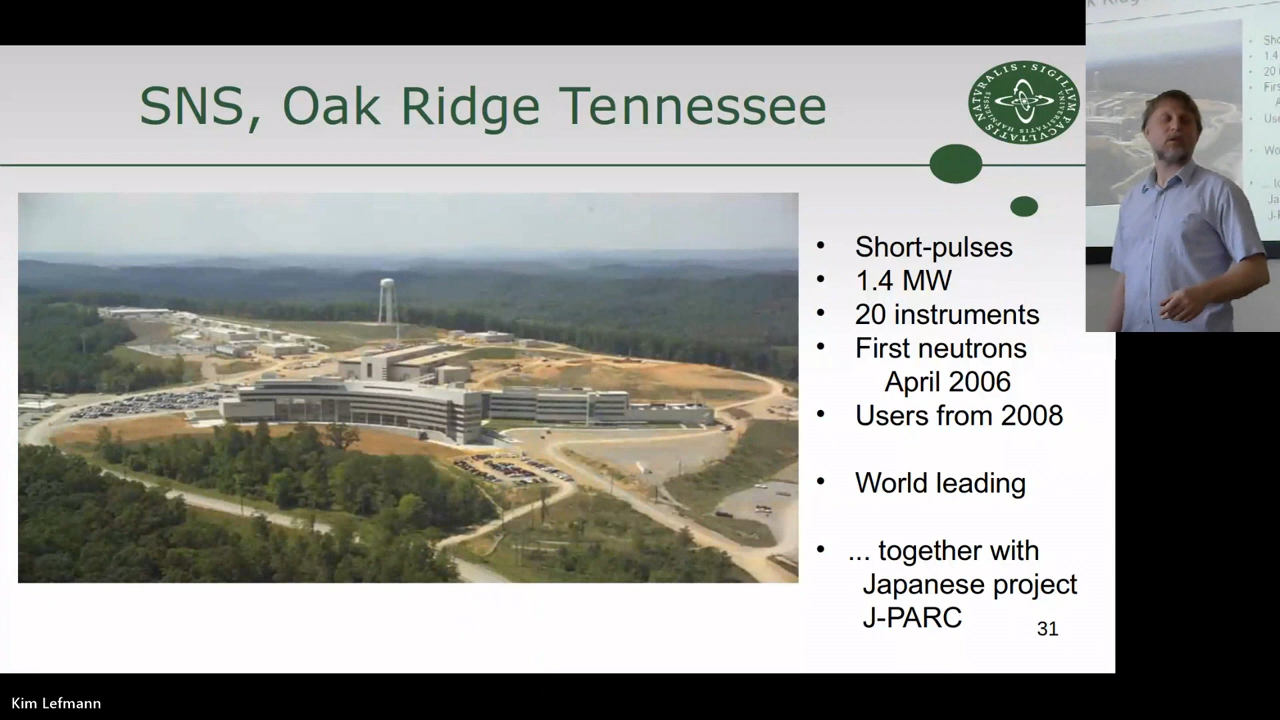 SNS, Oak Ridge Tennessee
• Short-pulses
• 1.4 MW
• 20 instruments
• First neutrons
April 2006
• Users from 2008
• World leading
• ... together with
Japanese project
J-PARC
31
Kim Lefmann